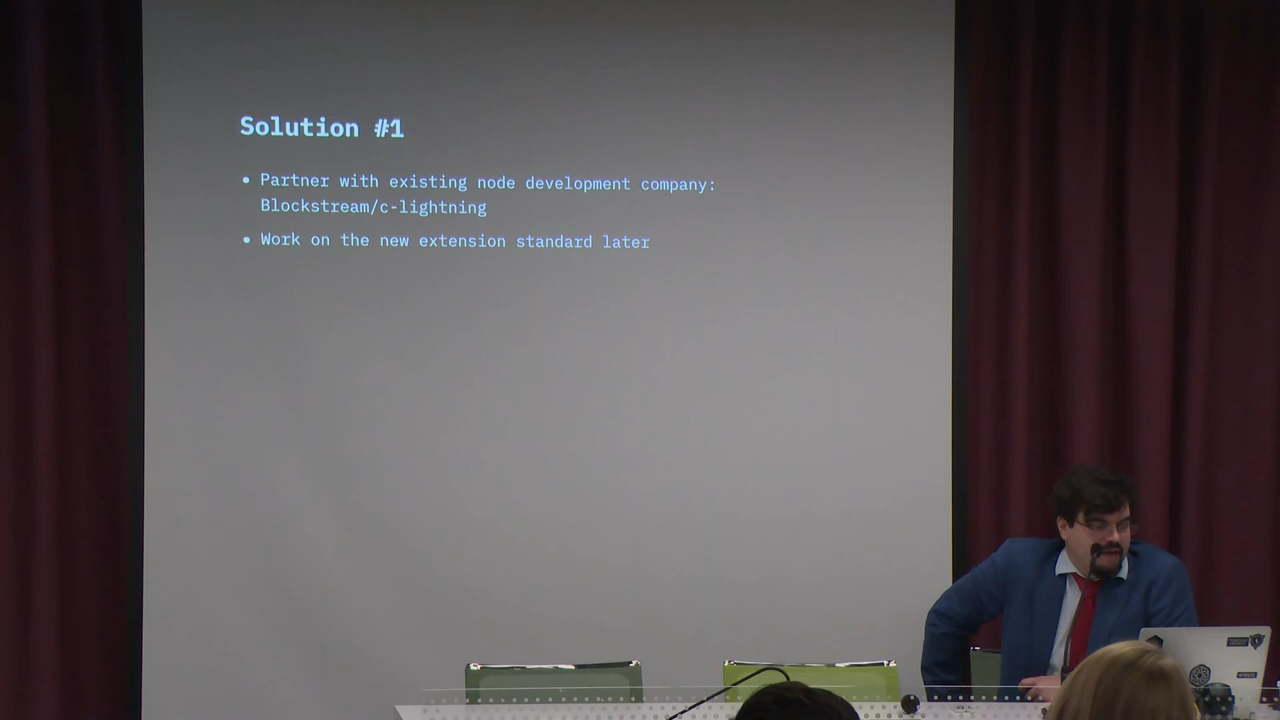 Solution #1
• Partner with existing node development company:
Blockstream/c-lightning
• Work on the new extension standard later